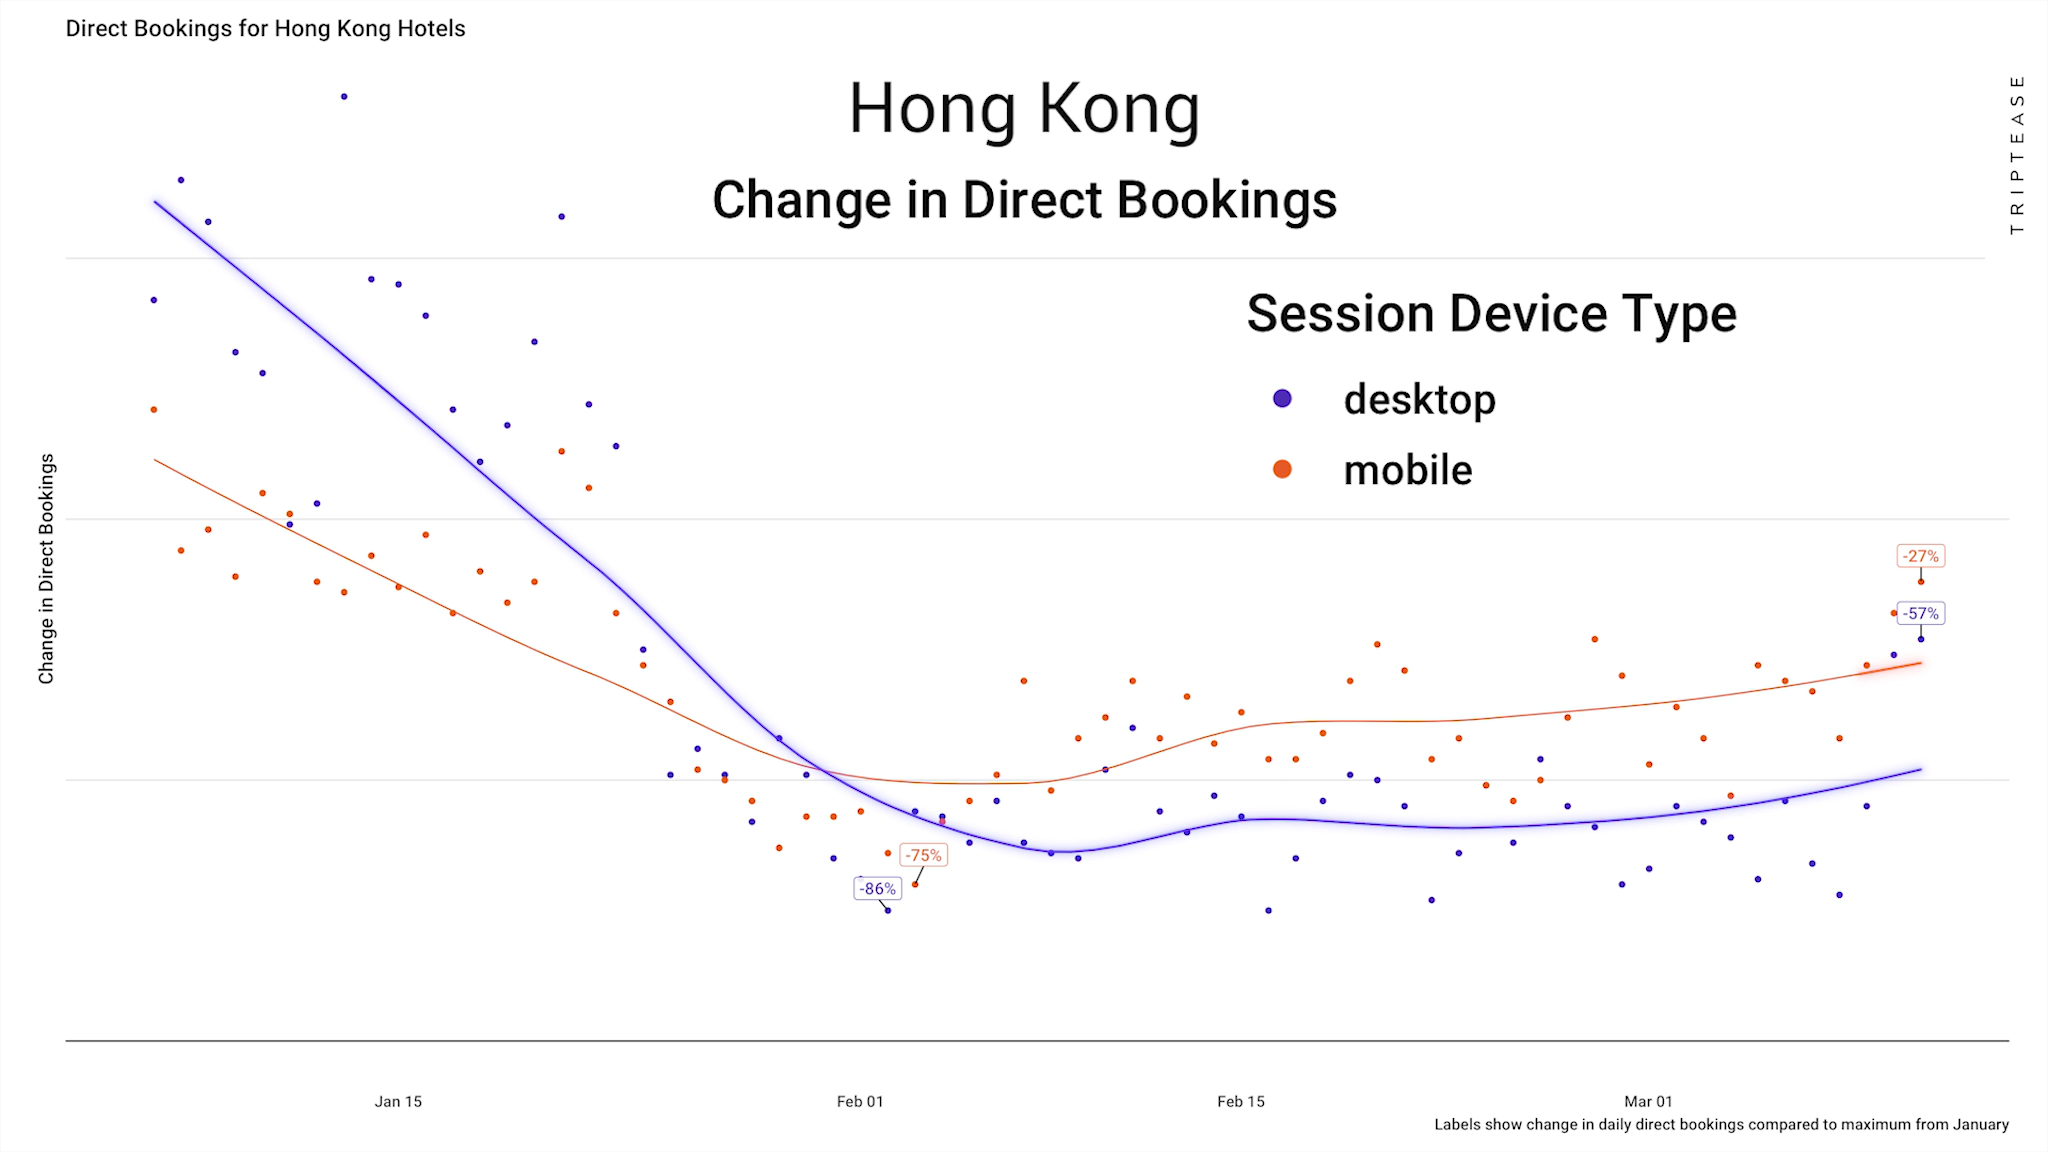 Direct Bookings for Hong Kong Hotels
Hong Kong
Change in Direct Bookings
TRIPTEASE
Session Device Type
desktop
mobile
Change in Direct Bookings
-27%
-57%
-75%
-86%
Jan 15
Feb 01
Feb 15
Mar 01
Labels show change in daily direct bookings compared to maximum from January